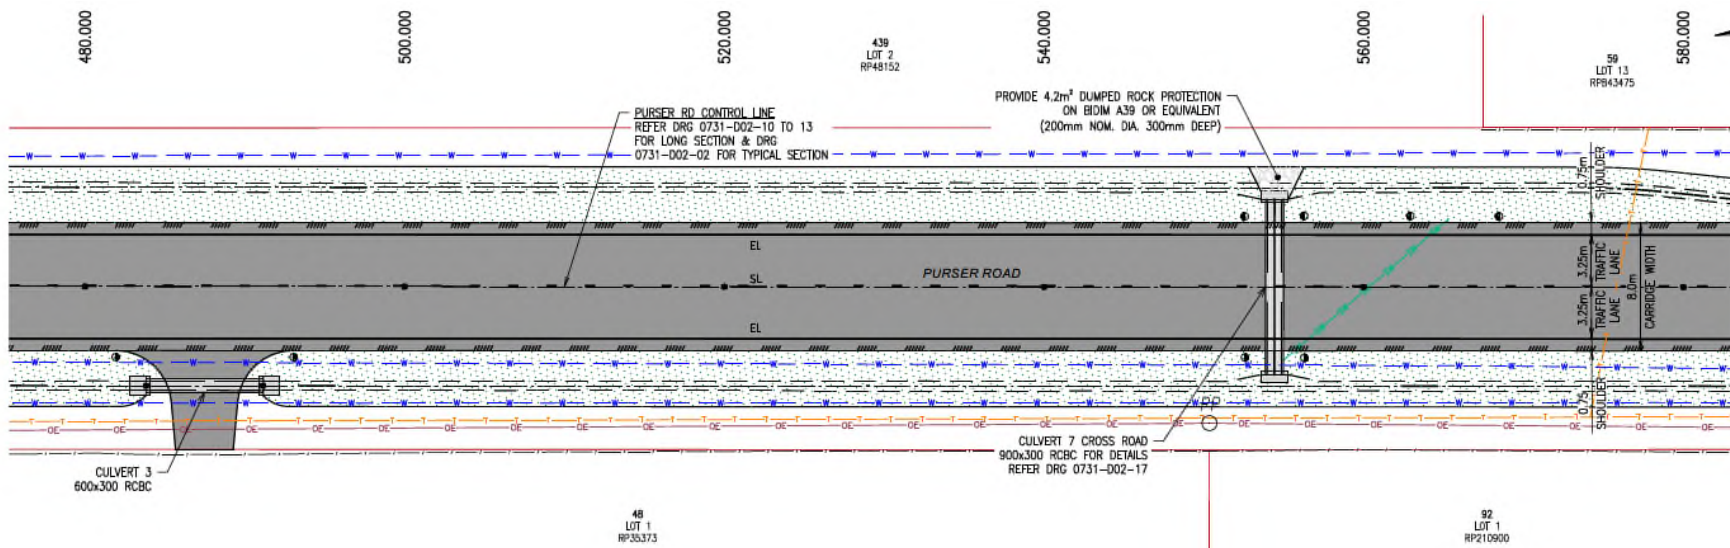 480.000
500.000
520.000
540.000
560.000
580.000
439
LOT 2
RP48152
59
LOT 13
RP843475
PURSER RD CONTROL LINE
REFER DRG 0731-D02-10 TO 13
FOR LONG SECTION & DRG
0731-D02-02 FOR TYPICAL SECTION
PROVIDE 4.2m² DUMPED ROCK PROTECTION
ON BIDIM A39 OR EQUIVALENT
(200mm NOM. DIA. 300mm DEEP)
0.75m
SHOULDER
EL
SL
EL
PURSER ROAD
3.25m
TRAFFIC
LANE
3.25m
TRAFFIC
LANE
8.0m
CARRIDGE WIDTH
0.75
SHOULDER
PP
CULVERT 3
600x300 RCBC
CULVERT 7 CROSS ROAD
900x300 RCBC FOR DETAILS
REFER DRG 0731-D02-17
48
LOT 1
RP35373
92
LOT 1
RP210900